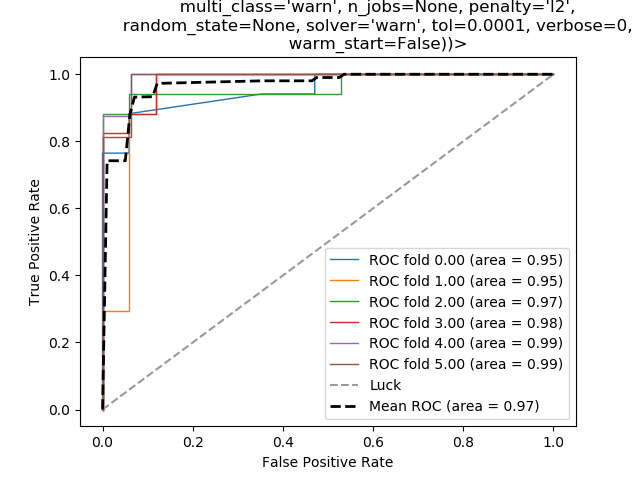 multi_class='warn', n_jobs=None, penalty='l2',
random_state=None, solver='warn', tol=0.0001, verbose=0,
warm_start=False))>
1.0
0.8
0.6
0.4
0.2
0.0
True Positive Rate
ROC fold 0.00 (area = 0.95)
ROC fold 1.00 (area = 0.95)
ROC fold 2.00 (area = 0.97)
ROC fold 3.00 (area = 0.98)
ROC fold 4.00 (area = 0.99)
ROC fold 5.00 (area = 0.99)
Luck
Mean ROC (area = 0.97)
0.0 0.2 0.4 0.6 0.8 1.0
False Positive Rate